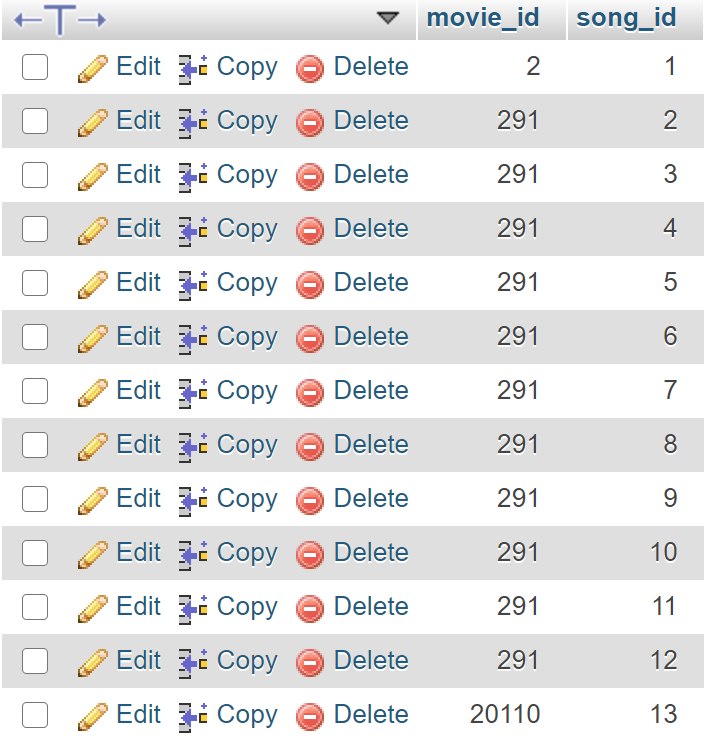 movie_id song_id
Edit Copy Delete 2 1
Edit Copy Delete 291 2
Edit Copy Delete 291 3
Edit Copy Delete 291 4
Edit Copy Delete 291 5
Edit Copy Delete 291 6
Edit Copy Delete 291 7
Edit Copy Delete 291 8
Edit Copy Delete 291 9
Edit Copy Delete 291 10
Edit Copy Delete 291 11
Edit Copy Delete 291 12
Edit Copy Delete 20110 13